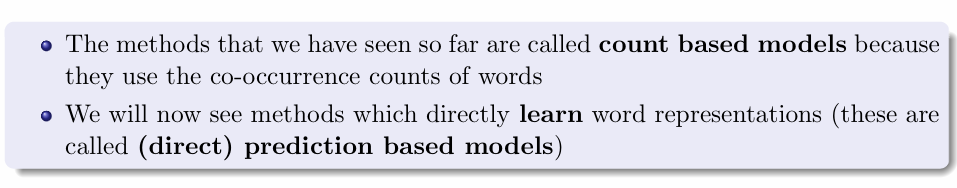 The methods that we have seen so far are called count based models because
they use the co-occurrence counts of words
We will now see methods which directly learn word representations (these are
called (direct) prediction based models)